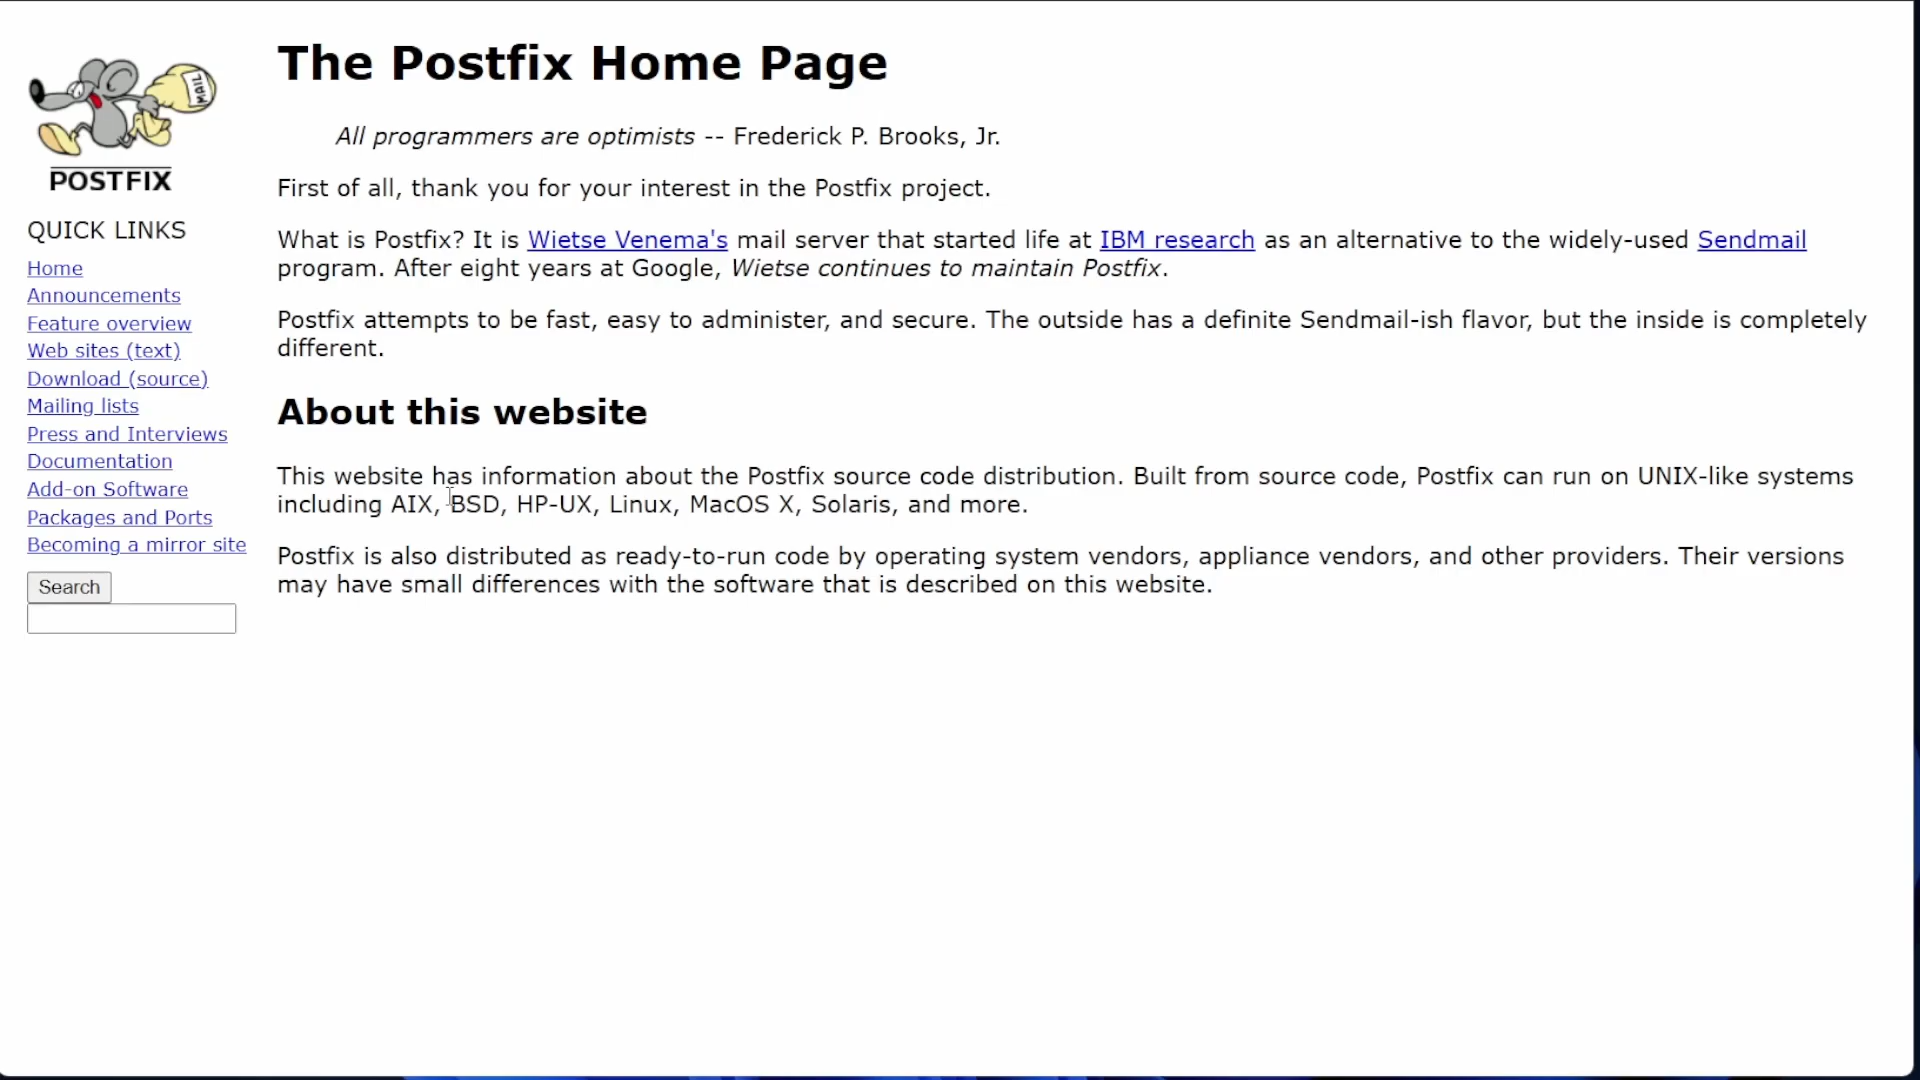 MAIL
POSTFIX
QUICK LINKS
Home
Announcements
Feature overview
Web sites (text)
Download (source)
Mailing lists
Press and Interviews
Documentation
Add-on Software
Packages and Ports
Becoming a mirror site
Search
The Postfix Home Page
All programmers are optimists -- Frederick P. Brooks, Jr.
First of all, thank you for your interest in the Postfix project.
What is Postfix? It is Wietse Venema's mail server that started life at IBM research as an alternative to the widely-used Sendmail
program. After eight years at Google, Wietse continues to maintain Postfix.
Postfix attempts to be fast, easy to administer, and secure. The outside has a definite Sendmail-ish flavor, but the inside is completely
different.
About this website
This website has information about the Postfix source code distribution. Built from source code, Postfix can run on UNIX-like systems
including AIX, BSD, HP-UX, Linux, MacOS X, Solaris, and more.
Postfix is also distributed as ready-to-run code by operating system vendors, appliance vendors, and other providers. Their versions
may have small differences with the software that is described on this website.